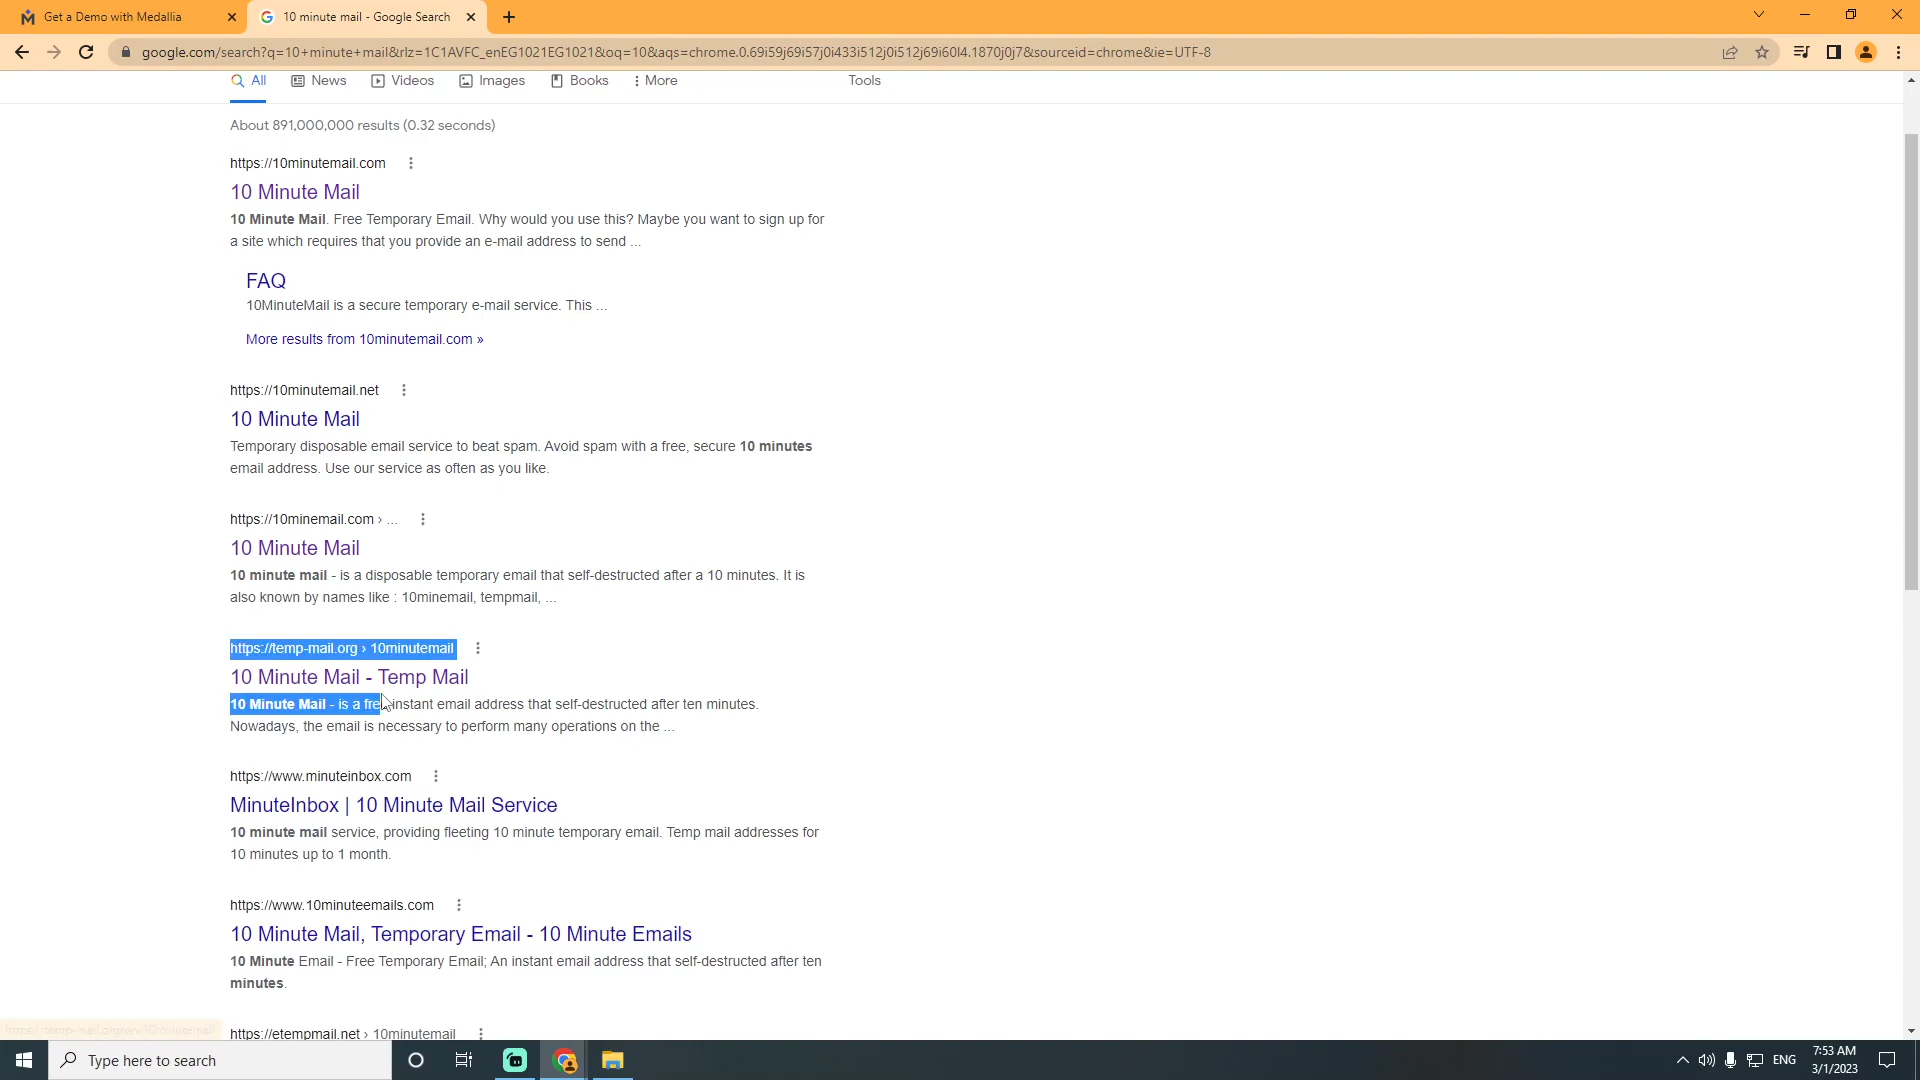 Get a Demo with Medallia
10 minute mail - Google Search
google.com/search?q=10+minute+mail&rlz=1C1AVFC_enEG1021EG1021&oq=10&aqs=chrome.0.69i59j69i57j0i433i512j0i512j69i60l4.1870j0j7&sourceid=chrome&ie=UTF-8
All News Videos Images Books More Tools
About 891,000,000 results (0.32 seconds)
https://10minutemail.com
10 Minute Mail
10 Minute Mail. Free Temporary Email. Why would you use this? Maybe you want to sign up for
a site which requires that you provide an e-mail address to send ...
FAQ
10MinuteMail is a secure temporary e-mail service. This ...
More results from 10minutemail.com »
https://10minutemail.net
10 Minute Mail
Temporary disposable email service to beat spam. Avoid spam with a free, secure 10 minutes
email address. Use our service as often as you like.
https://10minemail.com › ...
10 Minute Mail
10 minute mail - is a disposable temporary email that self-destructed after a 10 minutes. It is
also known by names like : 10minemail, tempmail, ...
https://temp-mail.org › 10minutemail
10 Minute Mail - Temp Mail
10 Minute Mail - is a fre instant email address that self-destructed after ten minutes.
Nowadays, the email is necessary to perform many operations on the ...
https://www.minuteinbox.com
MinuteInbox | 10 Minute Mail Service
10 minute mail service, providing fleeting 10 minute temporary email. Temp mail addresses for
10 minutes up to 1 month.
https://www.10minuteemails.com
10 Minute Mail, Temporary Email - 10 Minute Emails
10 Minute Email - Free Temporary Email; An instant email address that self-destructed after ten
minutes.
https://etempmail.net › 10minutemail
Type here to search
ENG
7:53 AM
3/1/2023